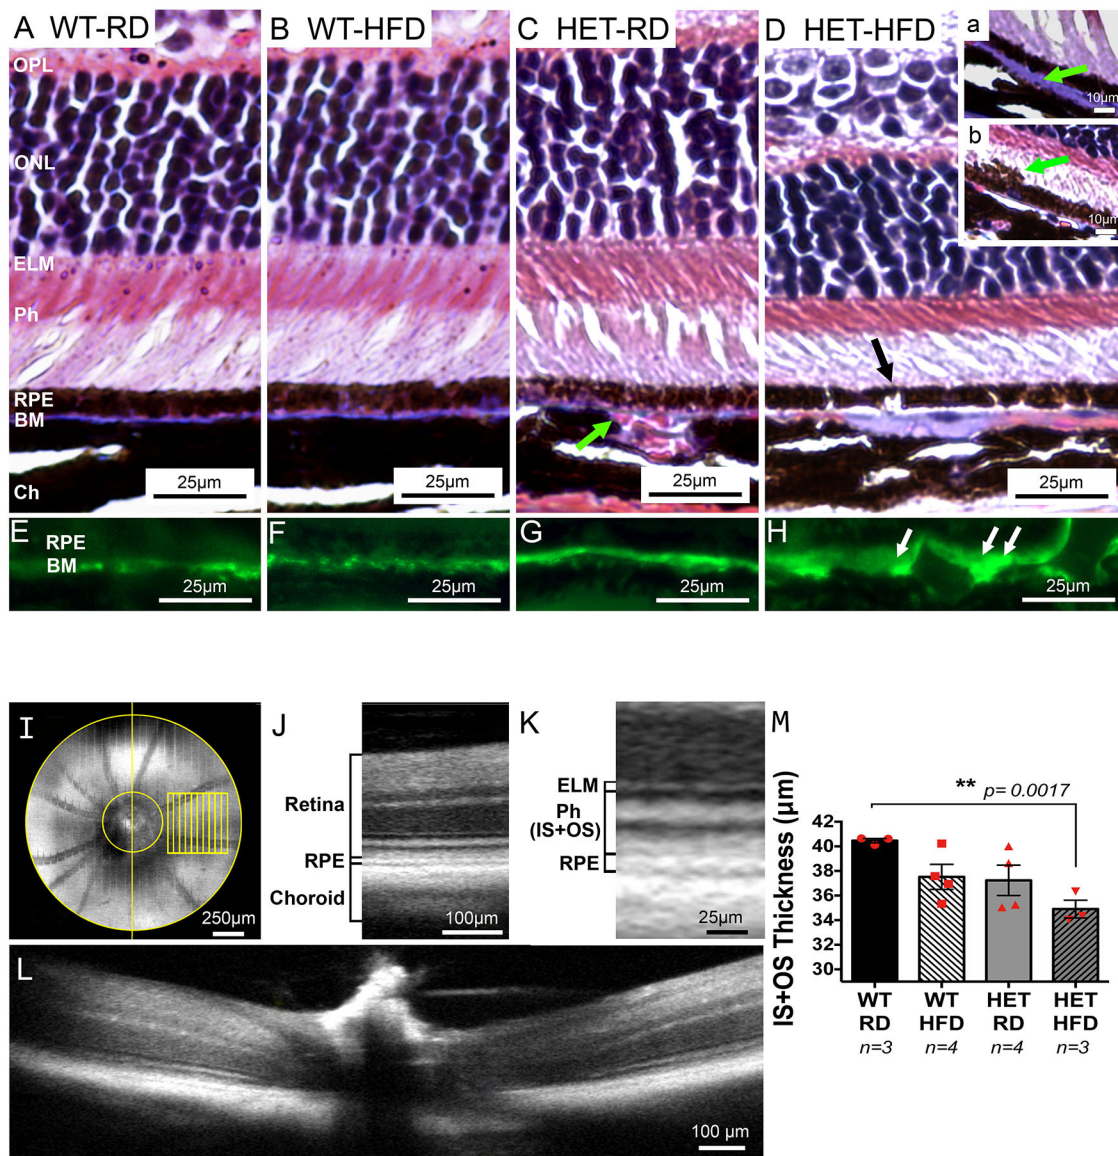 A WT-RD
B WT-HFD
C HET-RD
D HET-HFD
a
10µm
b
10µm
OPL
ONL
ELM
Ph
RPE
BM
Ch
25µm
25µm
25µm
25µm
E
RPE
BM
25µm
F
25µm
G
25µm
H
25µm
I
250µm
J
Retina
RPE
Choroid
100µm
K
ELM
Ph
(IS+OS)
RPE
25µm
L
100 µm
M
** p= 0.0017
IS+OS Thickness (µm)
42
40
38
36
34
32
30
WT
RD
n=3
WT
HFD
n=4
HET
RD
n=4
HET
HFD
n=3